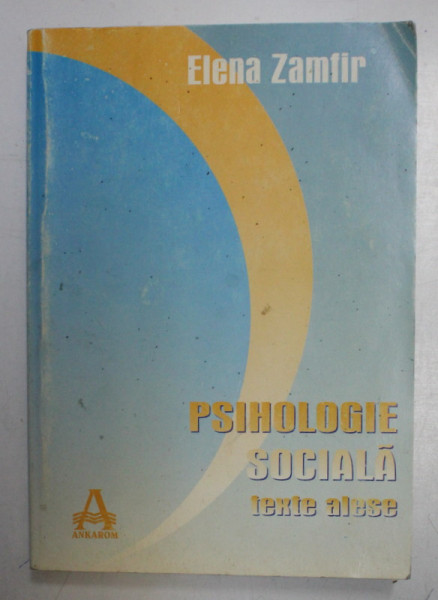 Elena Zamfir
PSIHOLOGIE
SOCIALĂ
texte alese
ANKAROM